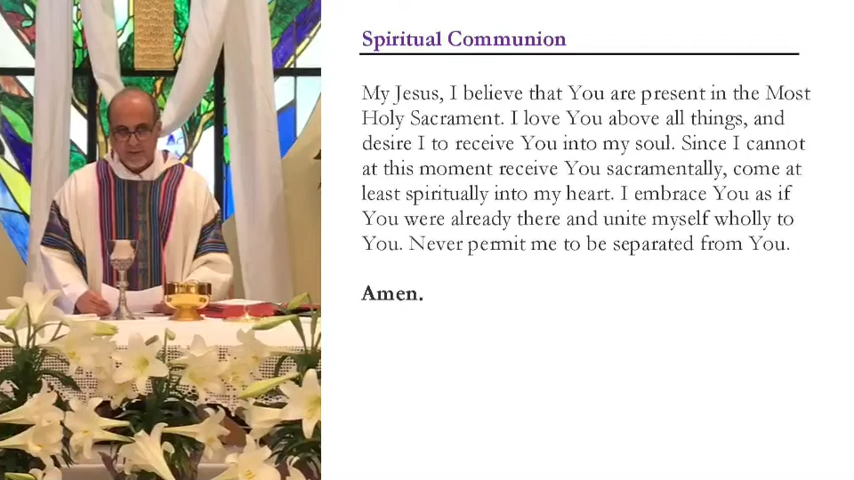 Spiritual Communion
My Jesus, I believe that You are present in the Most
Holy Sacrament. I love You above all things, and
desire I to receive You into my soul. Since I cannot
at this moment receive You sacramentally, come at
least spiritually into my heart. I embrace You as if
You were already there and unite myself wholly to
You. Never permit me to be separated from You.
Amen.